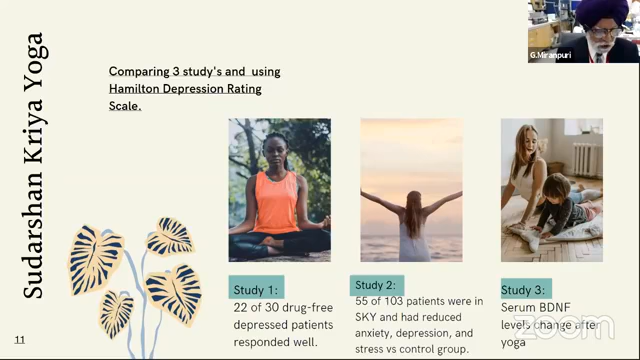 Sudarshan Kriya Yoga
Comparing 3 study's and using
Hamilton Depression Rating
Scale.
G.Miranpuri
Study 1:
22 of 30 drug-free
depressed patients
responded well.
Study 2:
55 of 103 patients were in
SKY and had reduced
anxiety, depression, and
stress vs control group.
Study 3:
Serum BDNF
levels change after
yoga
zoom
11